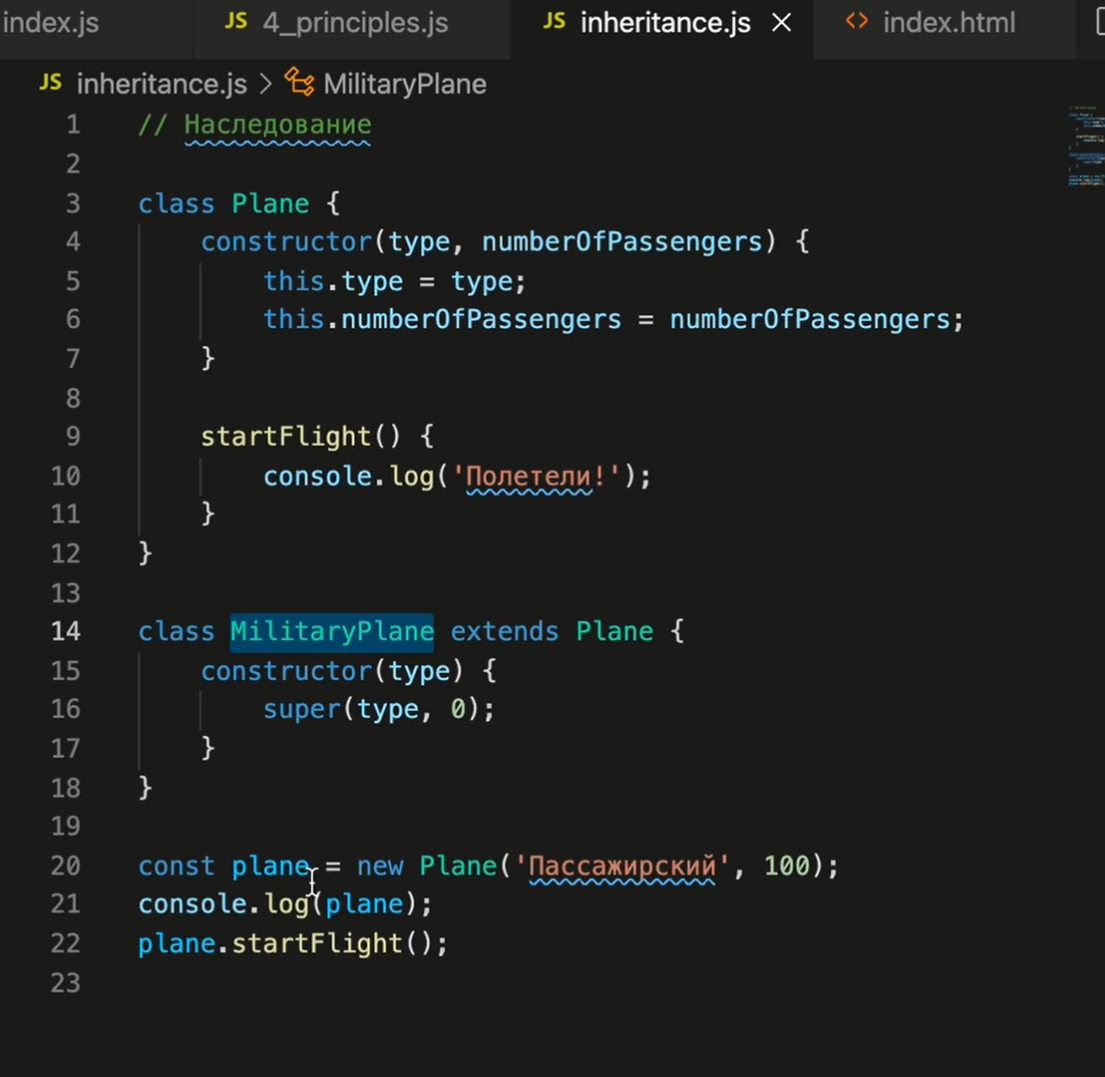 index.js JS 4_principles.js JS inheritance.js × <> index.html
JS inheritance.js > MilitaryPlane
1 // Наследование
2
3 class Plane {
4 constructor(type, numberOfPassengers) {
5 this.type = type;
6 this.numberOfPassengers = numberOfPassengers;
7 }
8
9 startFlight() {
10 console.log('Полетели!');
11 }
12 }
13
14 class MilitaryPlane extends Plane {
15 constructor(type) {
16 super(type, 0);
17 }
18 }
19
20 const plane = new Plane('Пассажирский', 100);
21 console.log(plane);
22 plane.startFlight();
23